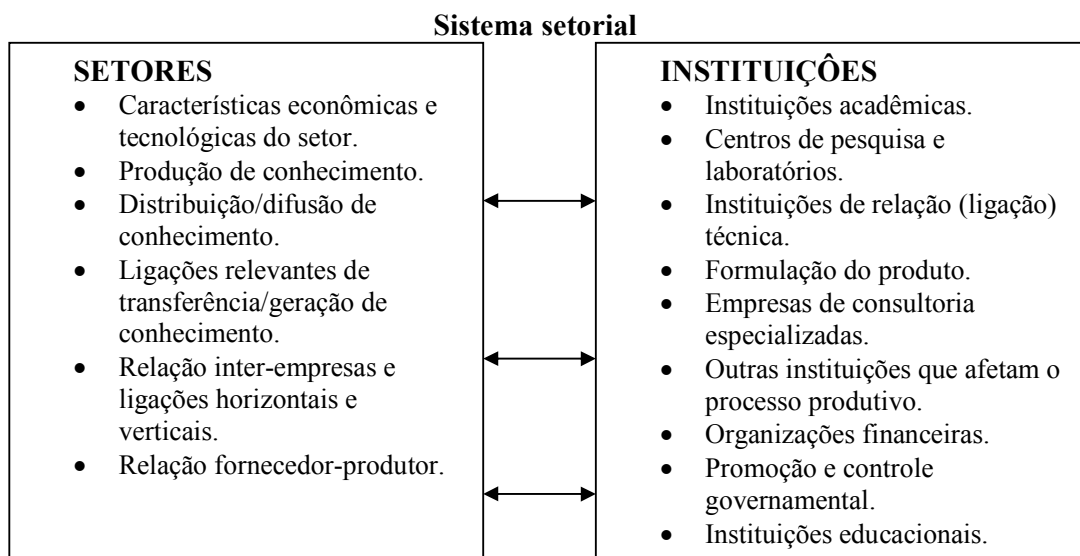 Sistema setorial
SETORES
• Características econômicas e
tecnológicas do setor.
• Produção de conhecimento.
• Distribuição/difusão de
conhecimento.
• Ligações relevantes de
transferência/geração de
conhecimento.
• Relação inter-empresas e
ligações horizontais e
verticais.
• Relação fornecedor-produtor.
INSTITUIÇÔES
• Instituições acadêmicas.
• Centros de pesquisa e
laboratórios.
• Instituições de relação (ligação)
técnica.
• Formulação do produto.
• Empresas de consultoria
especializadas.
• Outras instituições que afetam o
processo produtivo.
• Organizações financeiras.
• Promoção e controle
governamental.
• Instituições educacionais.